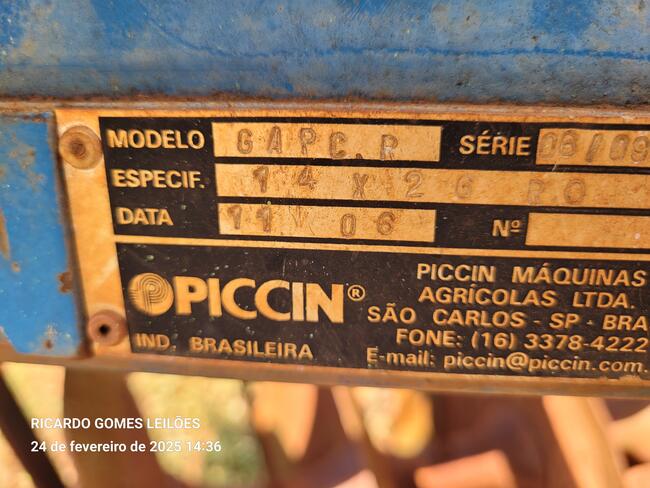 MODELO GAPC.R SÉRIE 08/09
ESPECIF. 14 X 26 RO
DATA 11 06 Nº
PICCIN® PICCIN MÁQUINAS
AGRÍCOLAS LTDA.
SÃO CARLOS - SP - BRA
FONE: (16) 3378-4222
IND. BRASILEIRA E-mail: piccin@piccin.com.
RICARDO GOMES LEILÕES
24 de fevereiro de 2025 14:36